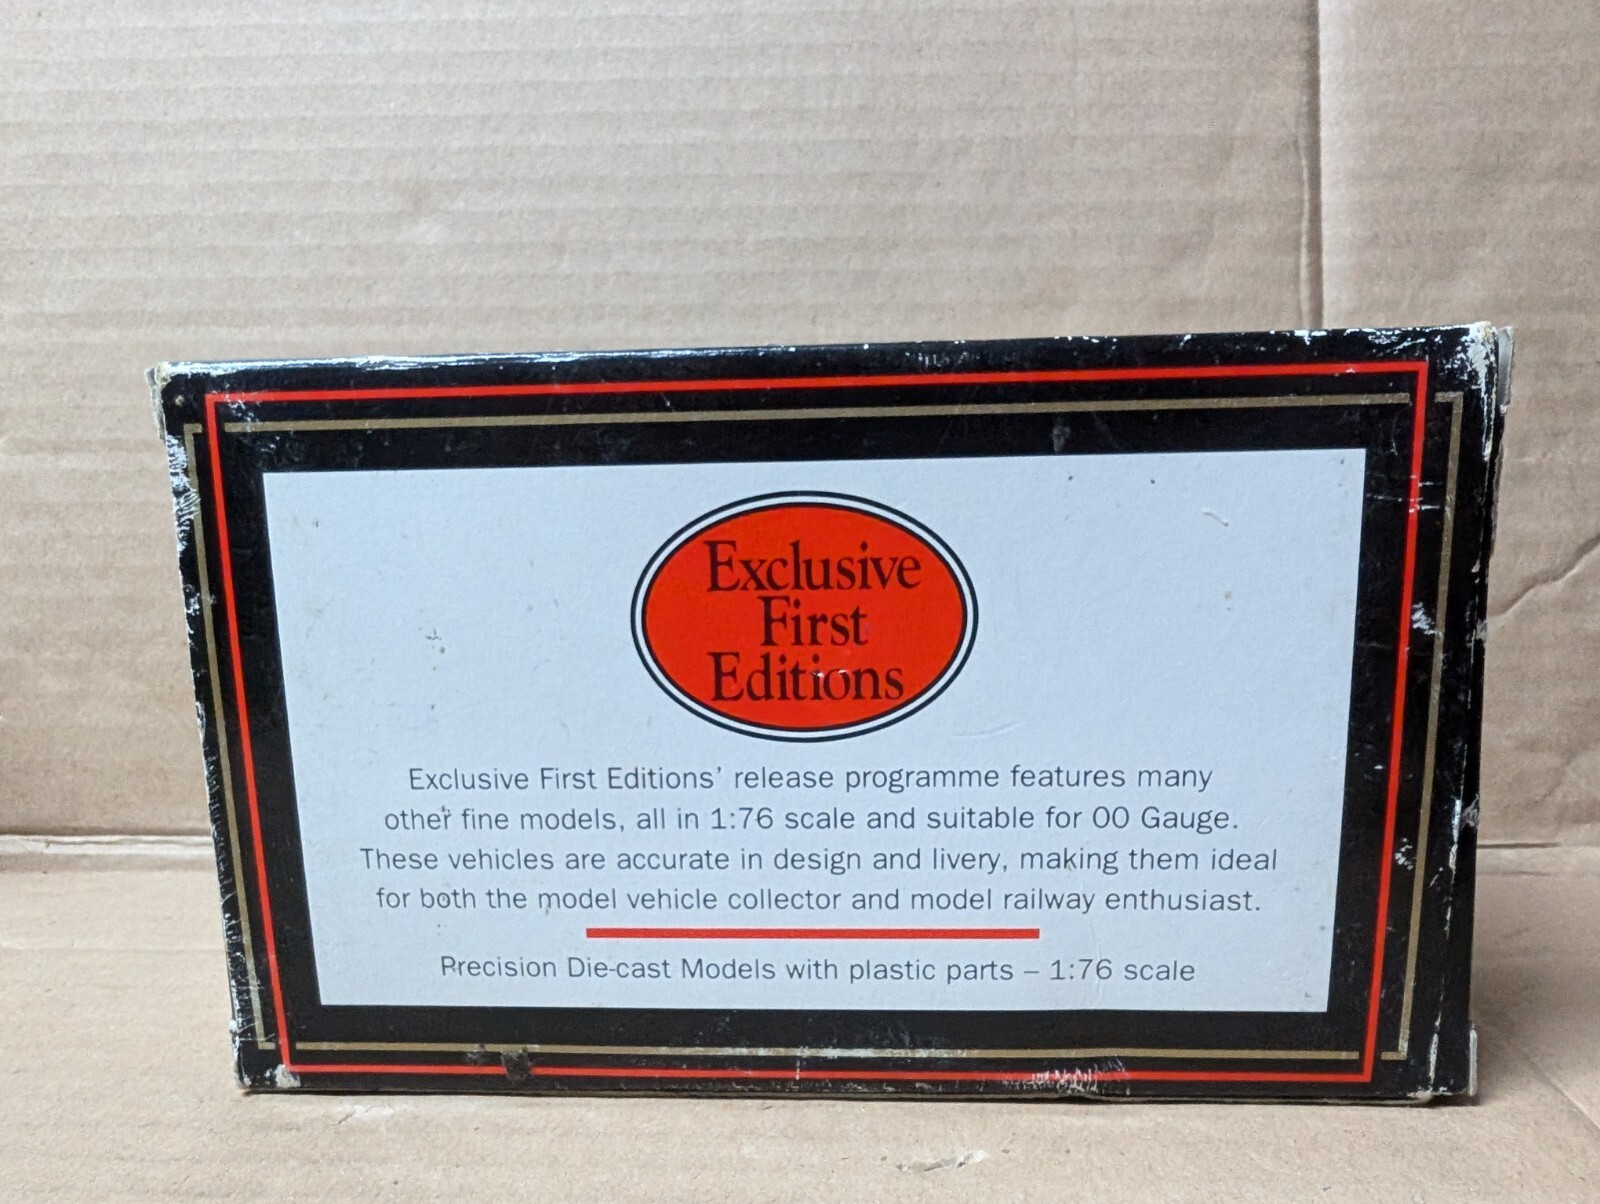 Exclusive
First
Editions
Exclusive First Editions' release programme features many
other fine models, all in 1:76 scale and suitable for 00 Gauge.
These vehicles are accurate in design and livery, making them ideal
for both the model vehicle collector and model railway enthusiast.
Precision Die-cast Models with plastic parts – 1:76 scale